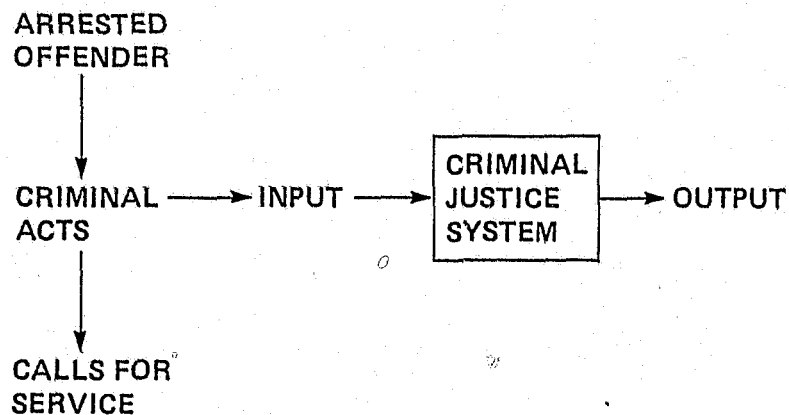 ARRESTED
OFFENDER
CRIMINAL
ACTS
INPUT
CRIMINAL
JUSTICE
SYSTEM
OUTPUT
CALLS FOR
SERVICE